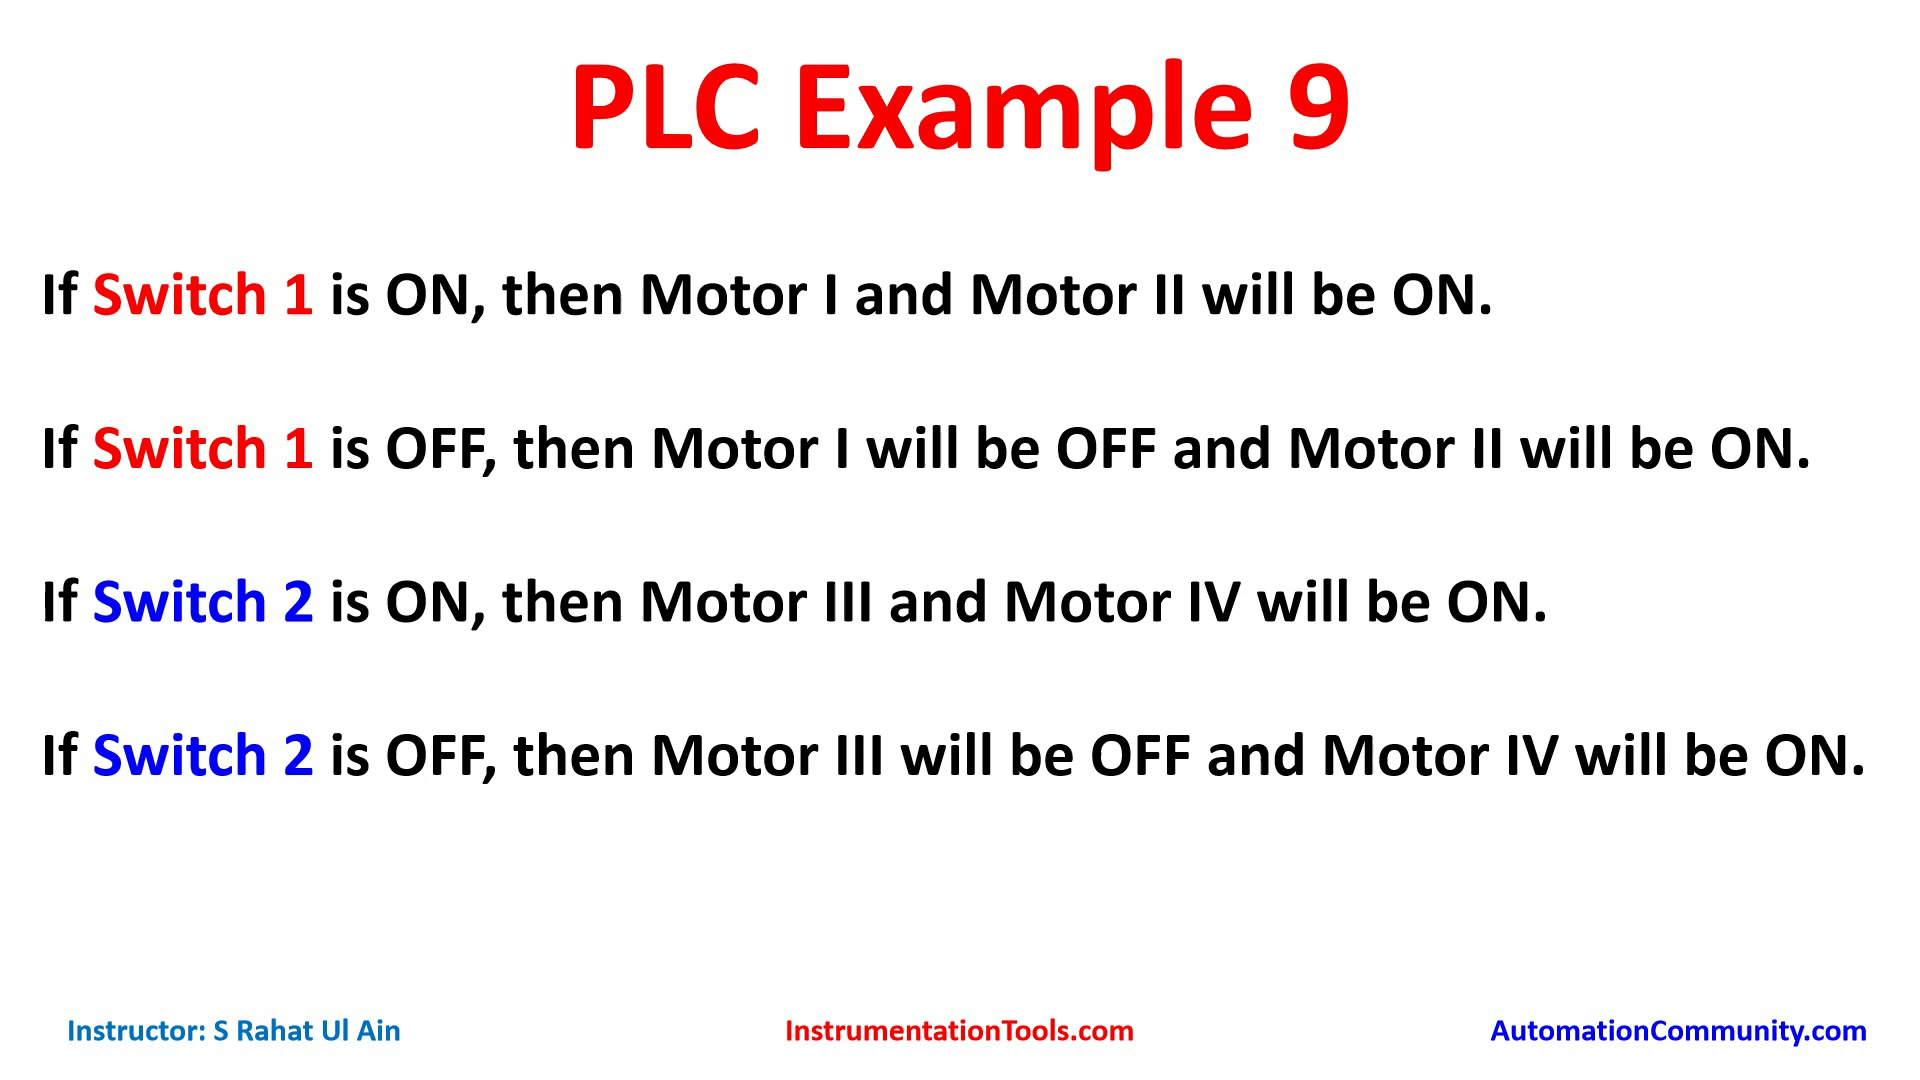 PLC Example 9
If Switch 1 is ON, then Motor I and Motor II will be ON.
If Switch 1 is OFF, then Motor I will be OFF and Motor II will be ON.
If Switch 2 is ON, then Motor III and Motor IV will be ON.
If Switch 2 is OFF, then Motor III will be OFF and Motor IV will be ON.
Instructor: S Rahat Ul Ain
InstrumentationTools.com
AutomationCommunity.com